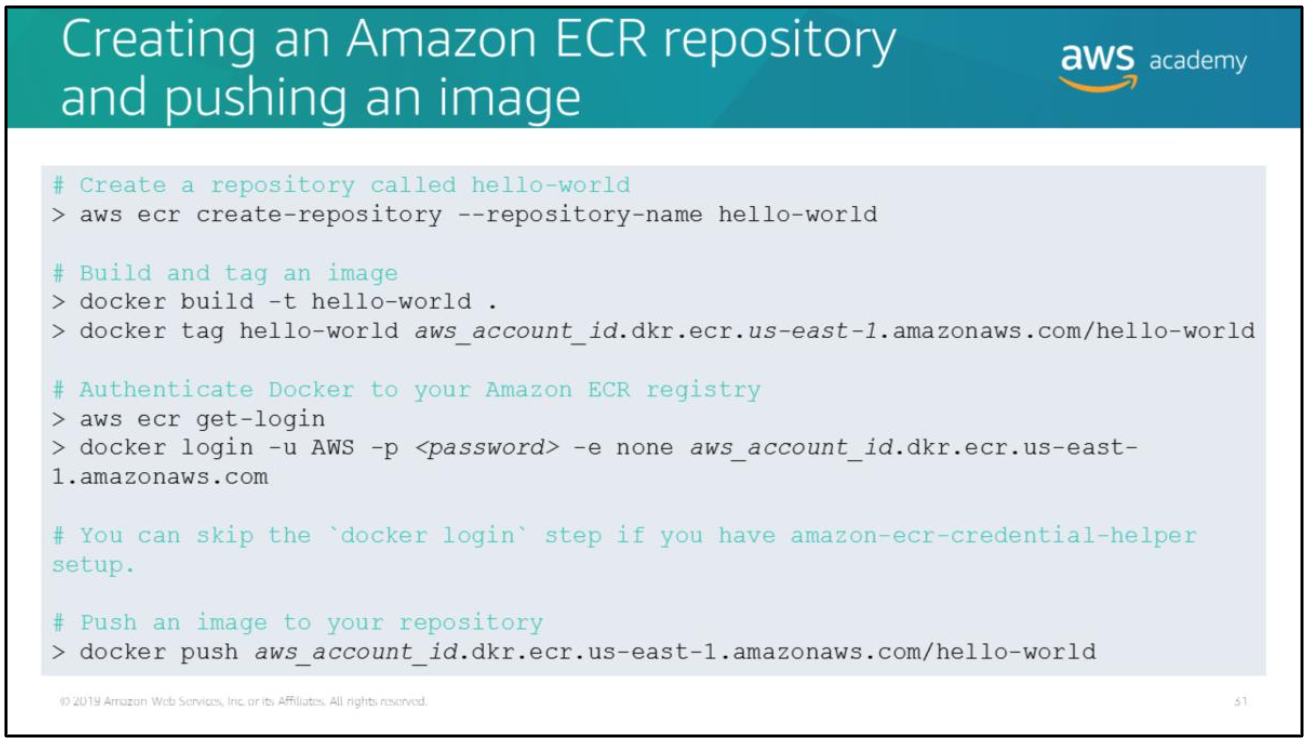 Creating an Amazon ECR repository
and pushing an image
aws academy
# Create a repository called hello-world
> aws ecr create-repository --repository-name hello-world
# Build and tag an image
> docker build -t hello-world .
> docker tag hello-world aws_account_id.dkr.ecr.us-east-1.amazonaws.com/hello-world
# Authenticate Docker to your Amazon ECR registry
> aws ecr get-login
> docker login -u AWS -p <password> -e none aws_account_id.dkr.ecr.us-east-
1.amazonaws.com
# You can skip the `docker login` step if you have amazon-ecr-credential-helper
setup.
# Push an image to your repository
> docker push aws_account_id.dkr.ecr.us-east-1.amazonaws.com/hello-world
© 2019 Amazon Web Services, Inc. or its Affiliates. All rights reserved.
31